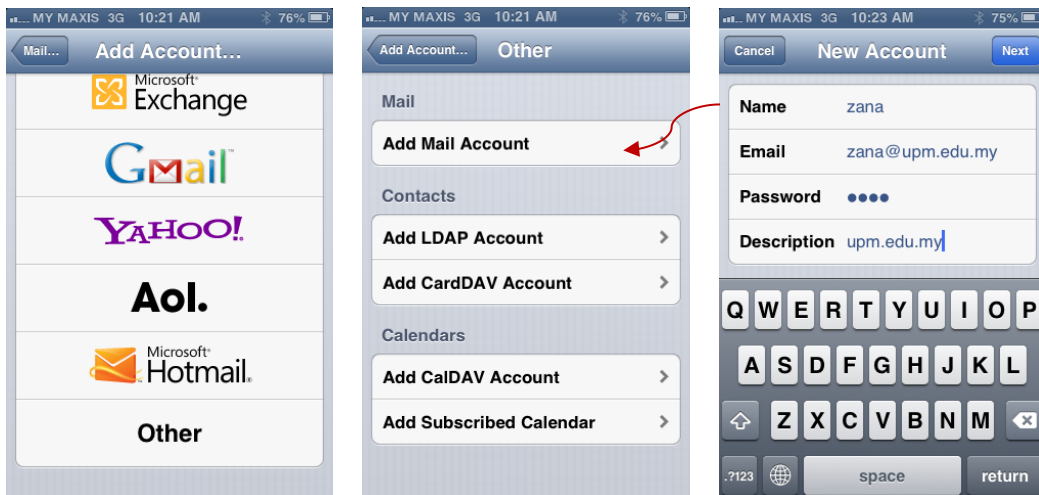 MY MAXIS 3G 10:21 AM 76%
Mail... Add Account...
Microsoft
Exchange
Gmail
YAHOO!
Aol.
Microsoft
Hotmail
Other
MY MAXIS 3G 10:21 AM 76%
Add Account... Other
Mail
Add Mail Account
Contacts
Add LDAP Account
Add CardDAV Account
Calendars
Add CalDAV Account
Add Subscribed Calendar
MY MAXIS 3G 10:23 AM 75%
Cancel New Account Next
Name zana
Email zana@upm.edu.my
Password ••••
Description upm.edu.my
Q W E R T Y U I O P
A S D F G H J K L
Z X C V B N M
.?123 space return